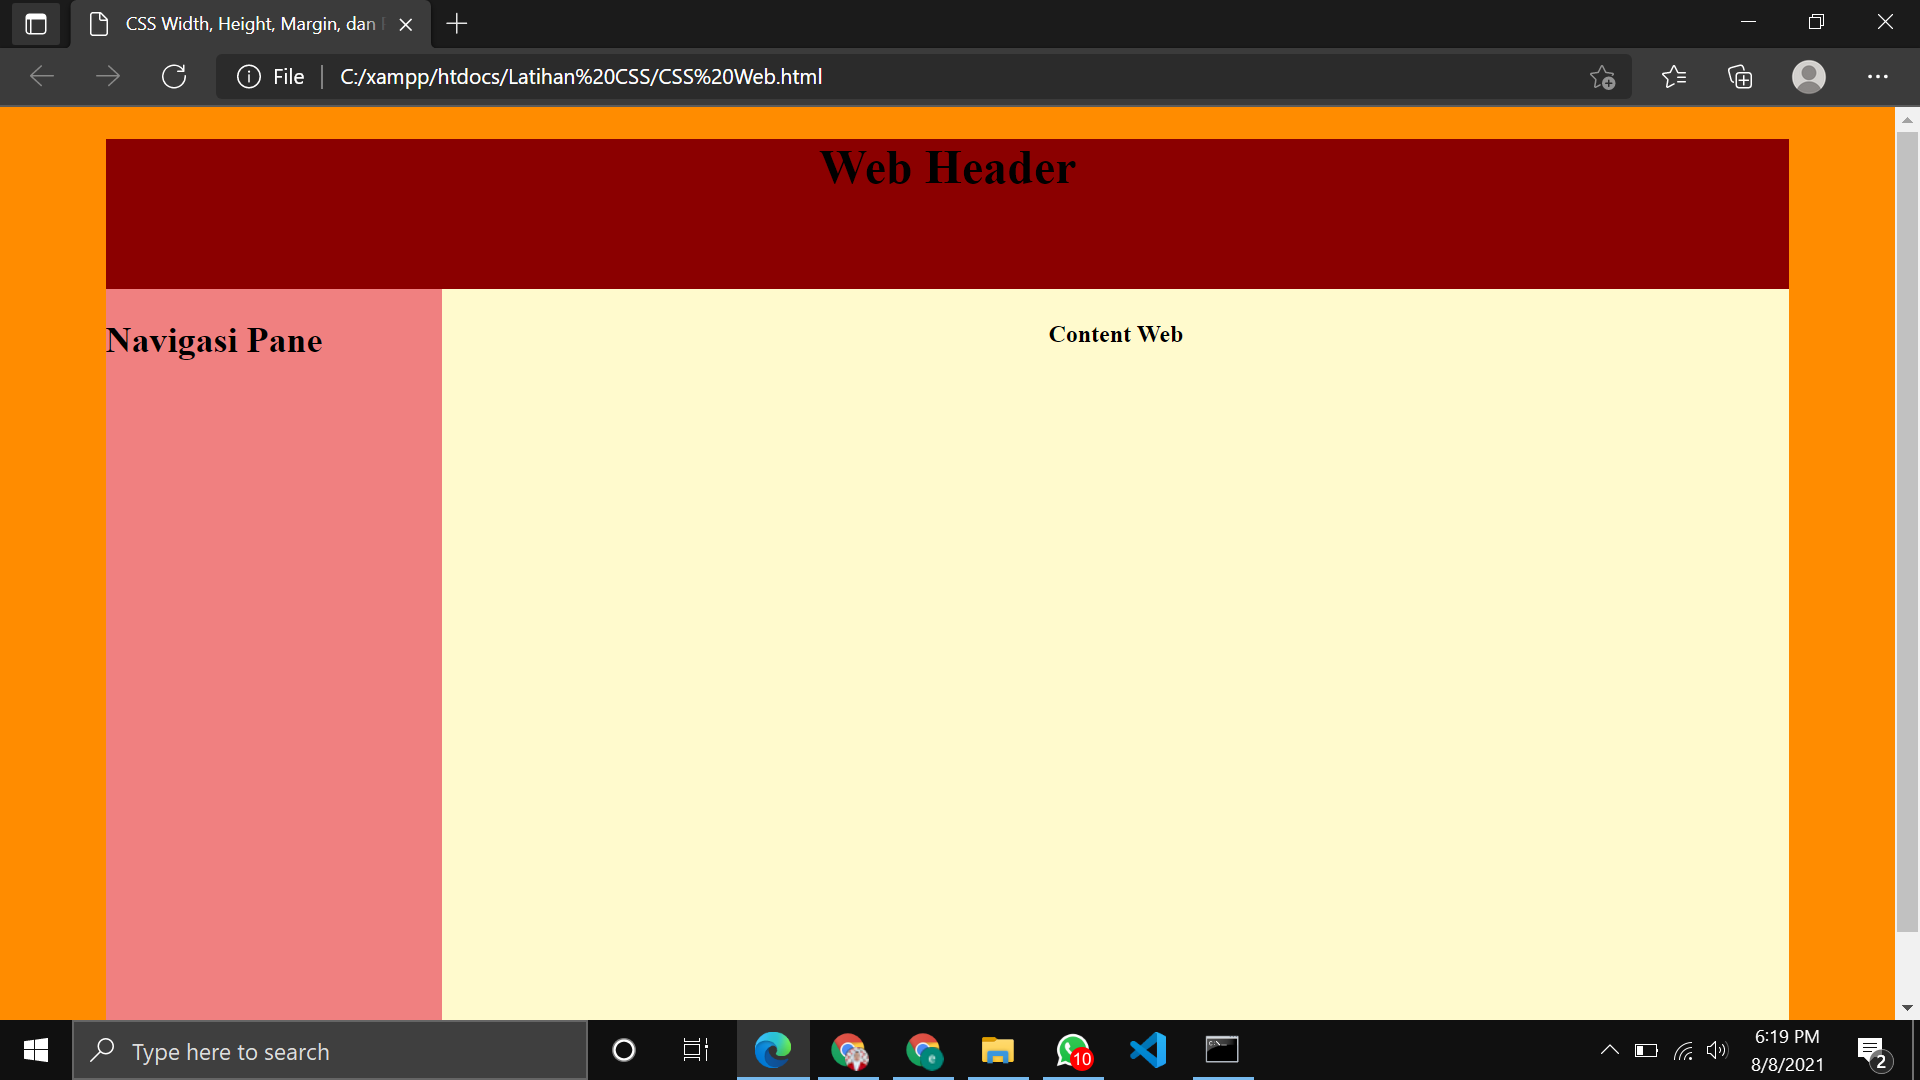 CSS Width, Height, Margin, dan
File
C:/xampp/htdocs/Latihan%20CSS/CSS%20Web.html
Web Header
Navigasi Pane
Content Web
Type here to search
10
6:19 PM
8/8/2021
2